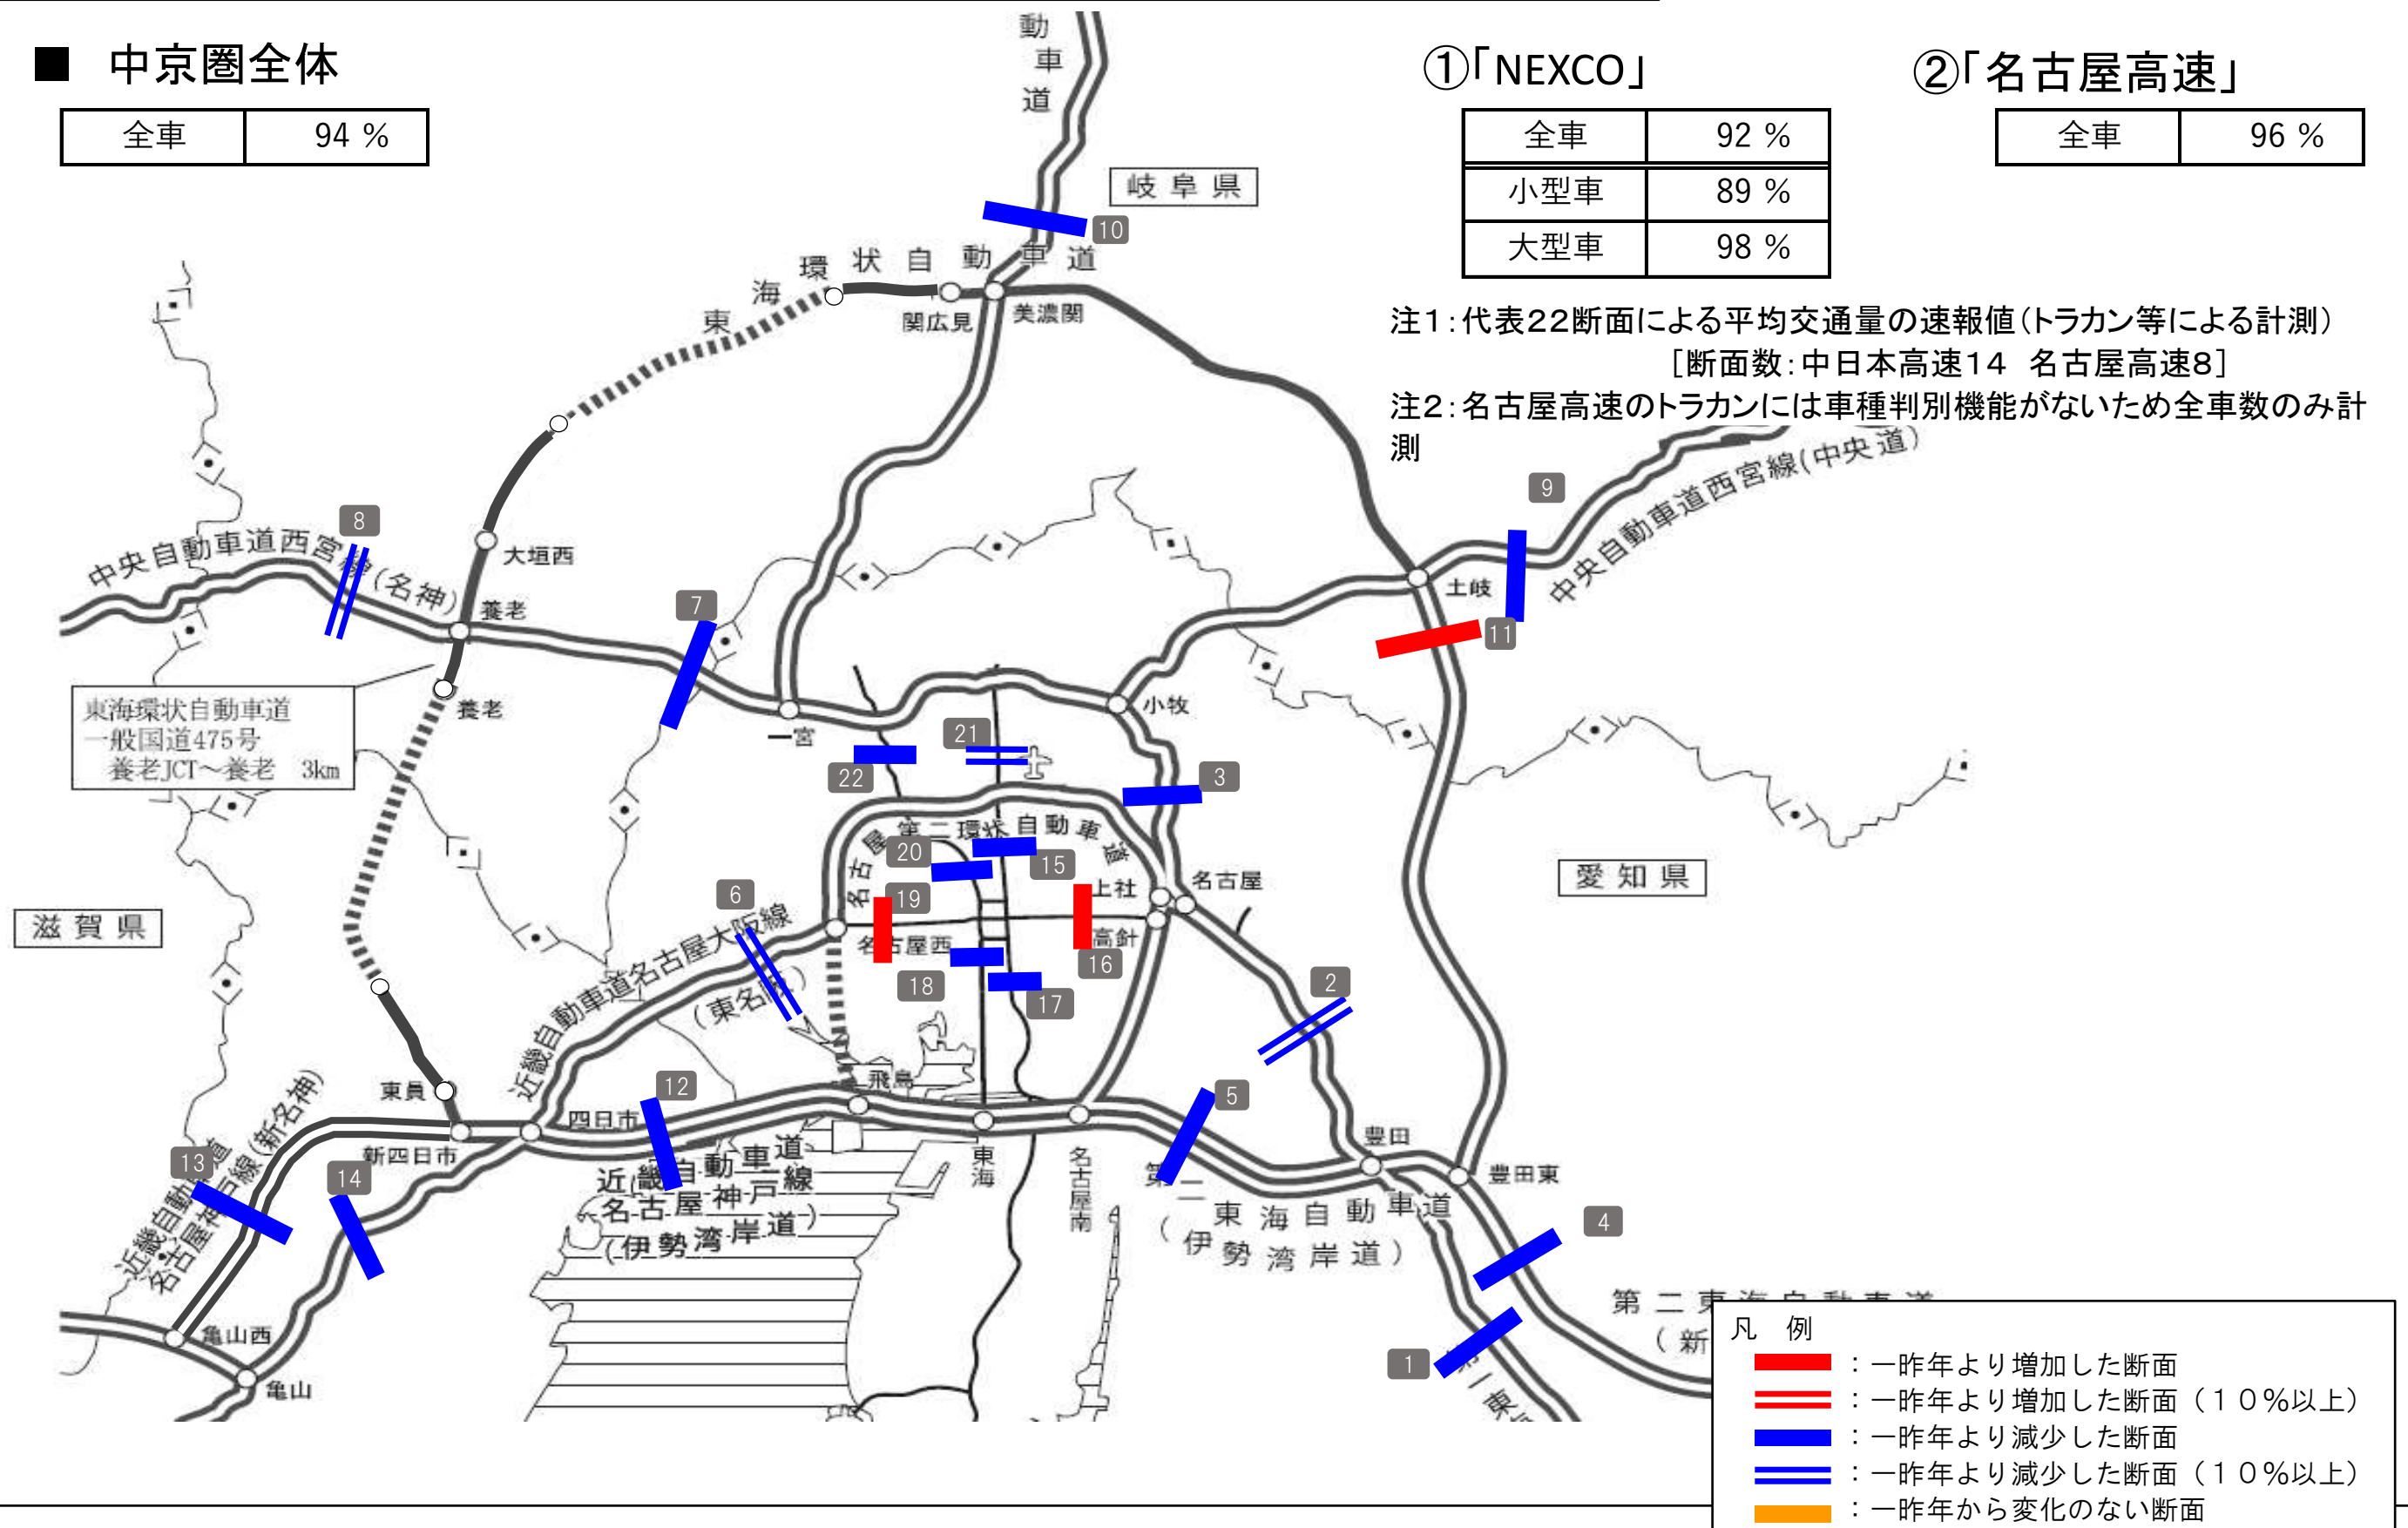 ■ 中京圏全体
全車 94 %
①「NEXCO」
全車 92 %
小型車 89 %
大型車 98 %
②「名古屋高速」
全車 96 %
注1:代表22断面による平均交通量の速報値(トラカン等による計測)
[断面数:中日本高速14 名古屋高速8]
注2:名古屋高速のトラカンには車種判別機能がないため全車数のみ計
測
動車道
岐阜県
10
東海環状自動車道
関広見
美濃関
9
中央自動車道西宮線(中央道)
8
中央自動車道西宮線(名神)
大垣西
養老
7
土岐
11
東海環状自動車道
一般国道475号
養老JCT~養老 3km
養老
一宮
小牧
21
22
3
名古屋第二環状自動車道
20
15
19
上社
名古屋
愛知県
滋賀県
6
近畿自動車道名古屋大阪線
(東名阪)
名古屋西
高針
16
18
17
2
東員
飛島
12
5
四日市
新四日市
豊田
豊田東
東海
名古屋南
13
14
近畿自動車道
名古屋神戸線(新名神)
近畿自動車道
名古屋神戸線
(伊勢湾岸道)
第二東海自動車道
(伊勢湾岸道)
4
1
亀山西
亀山
第二東海自動車道
(新
第一東
凡 例
:一昨年より増加した断面
:一昨年より増加した断面(10%以上)
:一昨年より減少した断面
:一昨年より減少した断面(10%以上)
:一昨年から変化のない断面